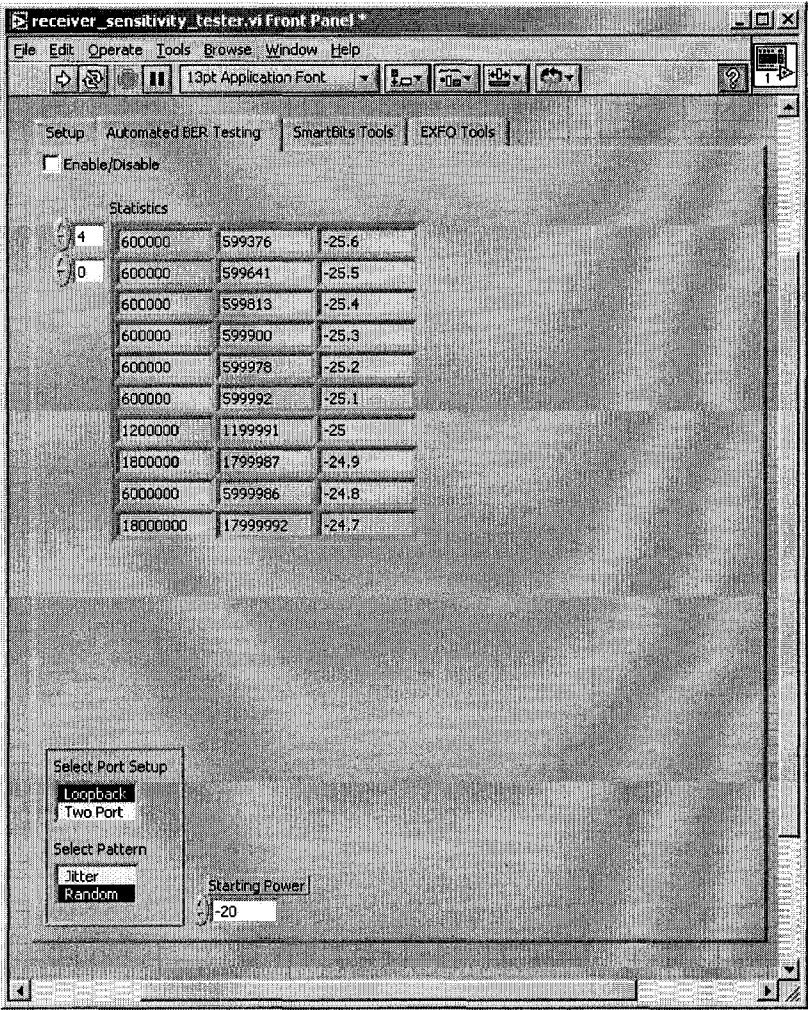 receiver_sensitivity_tester.vi Front Panel *
File Edit Operate Tools Browse Window Help
13pt Application Font
1
Setup Automated BER Testing SmartBits Tools EXFO Tools
Enable/Disable
Statistics
4 600000 599376 -25.6
0 600000 599641 -25.5
600000 599813 -25.4
600000 599900 -25.3
600000 599978 -25.2
600000 599992 -25.1
1200000 1199991 -25
1800000 1799987 -24.9
6000000 5999986 -24.8
18000000 17999992 -24.7
Select Port Setup
Loopback
Two Port
Select Pattern
Jitter
Random
Starting Power
-20